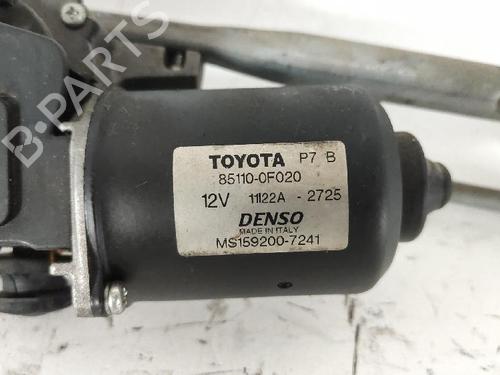 B-PARTS
TOYOTA P7 B
85110-0F020
12V 11122A - 2725
DENSO
MADE IN ITALY
MS159200-7241